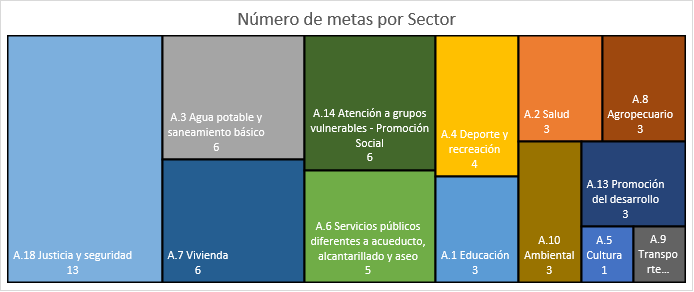 Número de metas por Sector
A.18 Justicia y seguridad
13
A.3 Agua potable y
saneamiento básico
6
A.7 Vivienda
6
A.14 Atención a grupos
vulnerables - Promoción
Social
6
A.6 Servicios públicos
diferentes a acueducto,
alcantarillado y aseo
5
A.4 Deporte y
recreación
4
A.1 Educación
3
A.2 Salud
3
A.8
Agropecuario
3
A.10
Ambiental
3
A.13 Promoción
del desarrollo
3
A.5
Cultura
1
A.9
Transpo
rte…